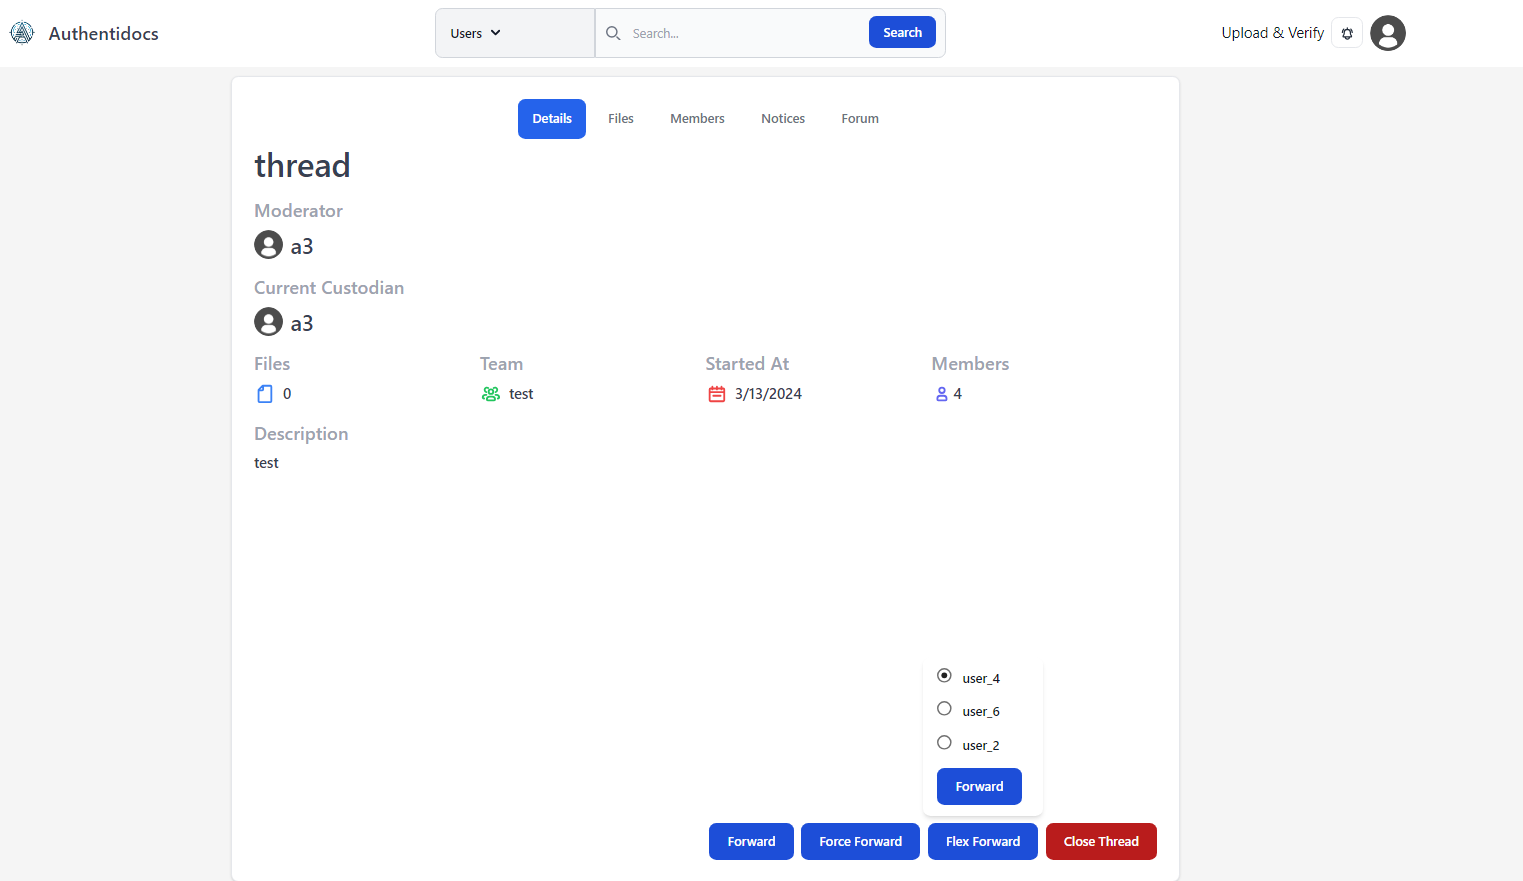 Authentidocs
Users
Search...
Search
Upload & Verify
Details
Files
Members
Notices
Forum
thread
Moderator
a3
Current Custodian
a3
Files
Team
Started At
Members
0
test
3/13/2024
4
Description
test
user_4
user_6
user_2
Forward
Forward
Force Forward
Flex Forward
Close Thread